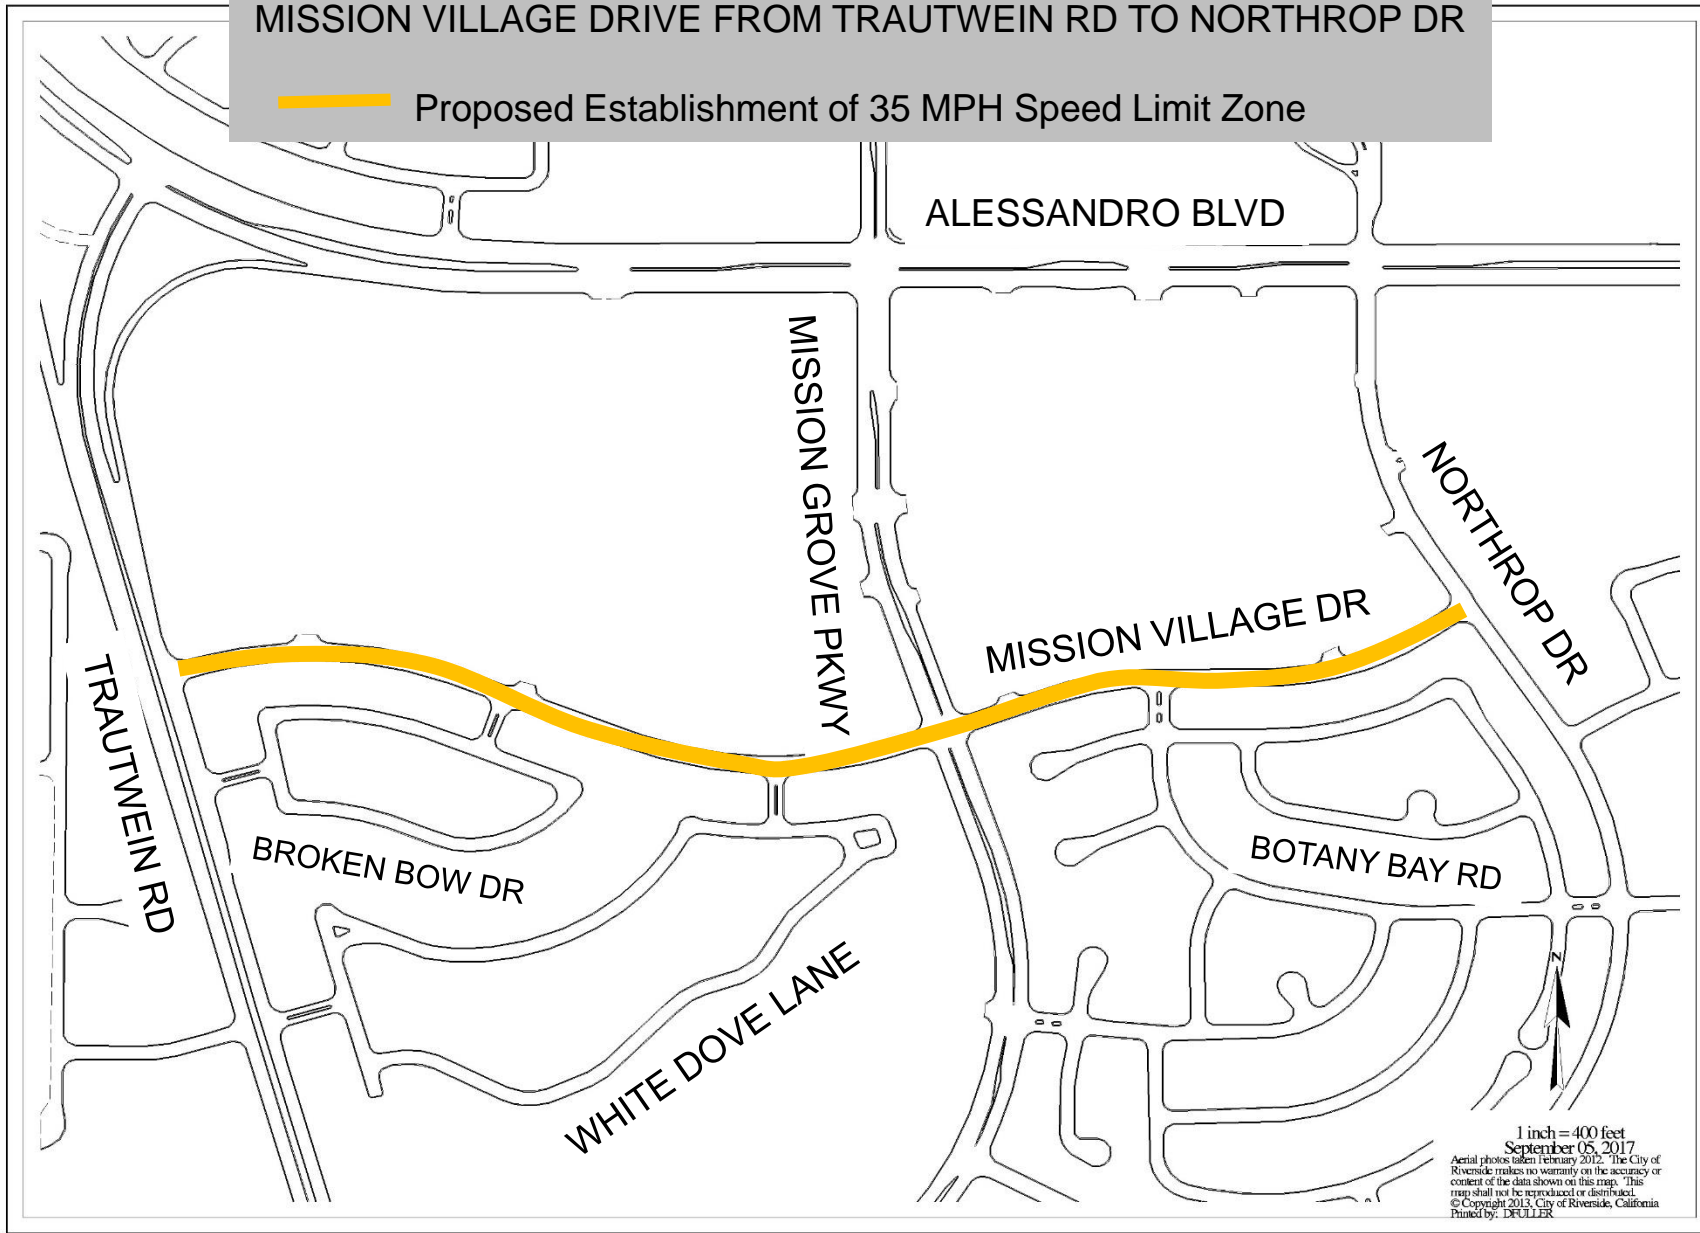 MISSION VILLAGE DRIVE FROM TRAUTWEIN RD TO NORTHROP DR
Proposed Establishment of 35 MPH Speed Limit Zone
ALESSANDRO BLVD
MISSION GROVE PKWY
NORTHROP DR
MISSION VILLAGE DR
TRAUTWEIN RD
BROKEN BOW DR
BOTANY BAY RD
WHITE DOVE LANE
N
1 inch = 400 feet
September 05, 2017
Aerial photos taken February 2012. The City of
Riverside makes no warranty on the accuracy or
content of the data shown on this map. This
map shall not be reproduced or distributed.
© Copyright 2013, City of Riverside, California
Printed by: DFULLER